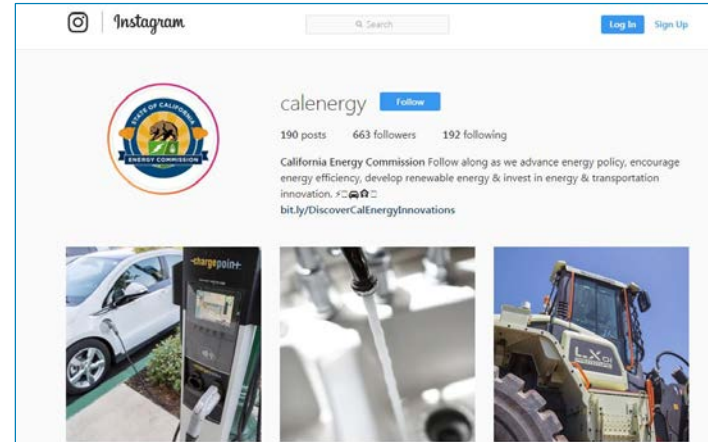 Instagram
Search
Log In
Sign Up
STATE OF CALIFORNIA
ENERGY COMMISSION
calenergy
Follow
190 posts 663 followers 192 following
California Energy Commission Follow along as we advance energy policy, encourage
energy efficiency, develop renewable energy & invest in energy & transportation
innovation. ⚡□🚘🏠□
bit.ly/DiscoverCalEnergyInnovations
-chargepoin+-
LX